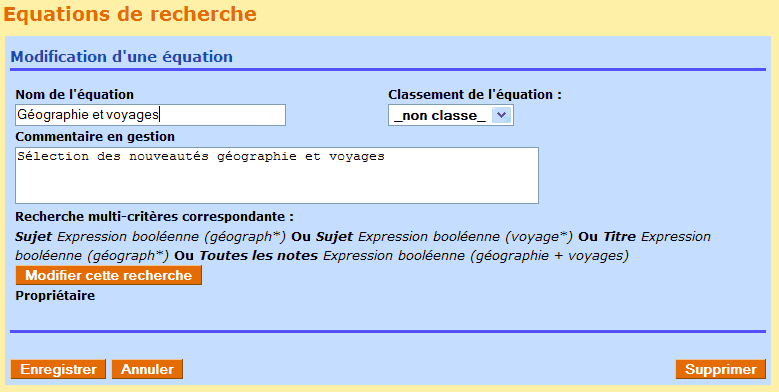 Equations de recherche
Modification d'une équation
Nom de l'équation Classement de l'équation :
Géographie et voyages _non classe_
Commentaire en gestion
Sélection des nouveautés géographie et voyages
Recherche multi-critères correspondante :
Sujet Expression booléenne (géograph*) Ou Sujet Expression booléenne (voyage*) Ou Titre Expression
booléenne (géograph*) Ou Toutes les notes Expression booléenne (géographie + voyages)
Modifier cette recherche
Propriétaire
Enregistrer Annuler Supprimer